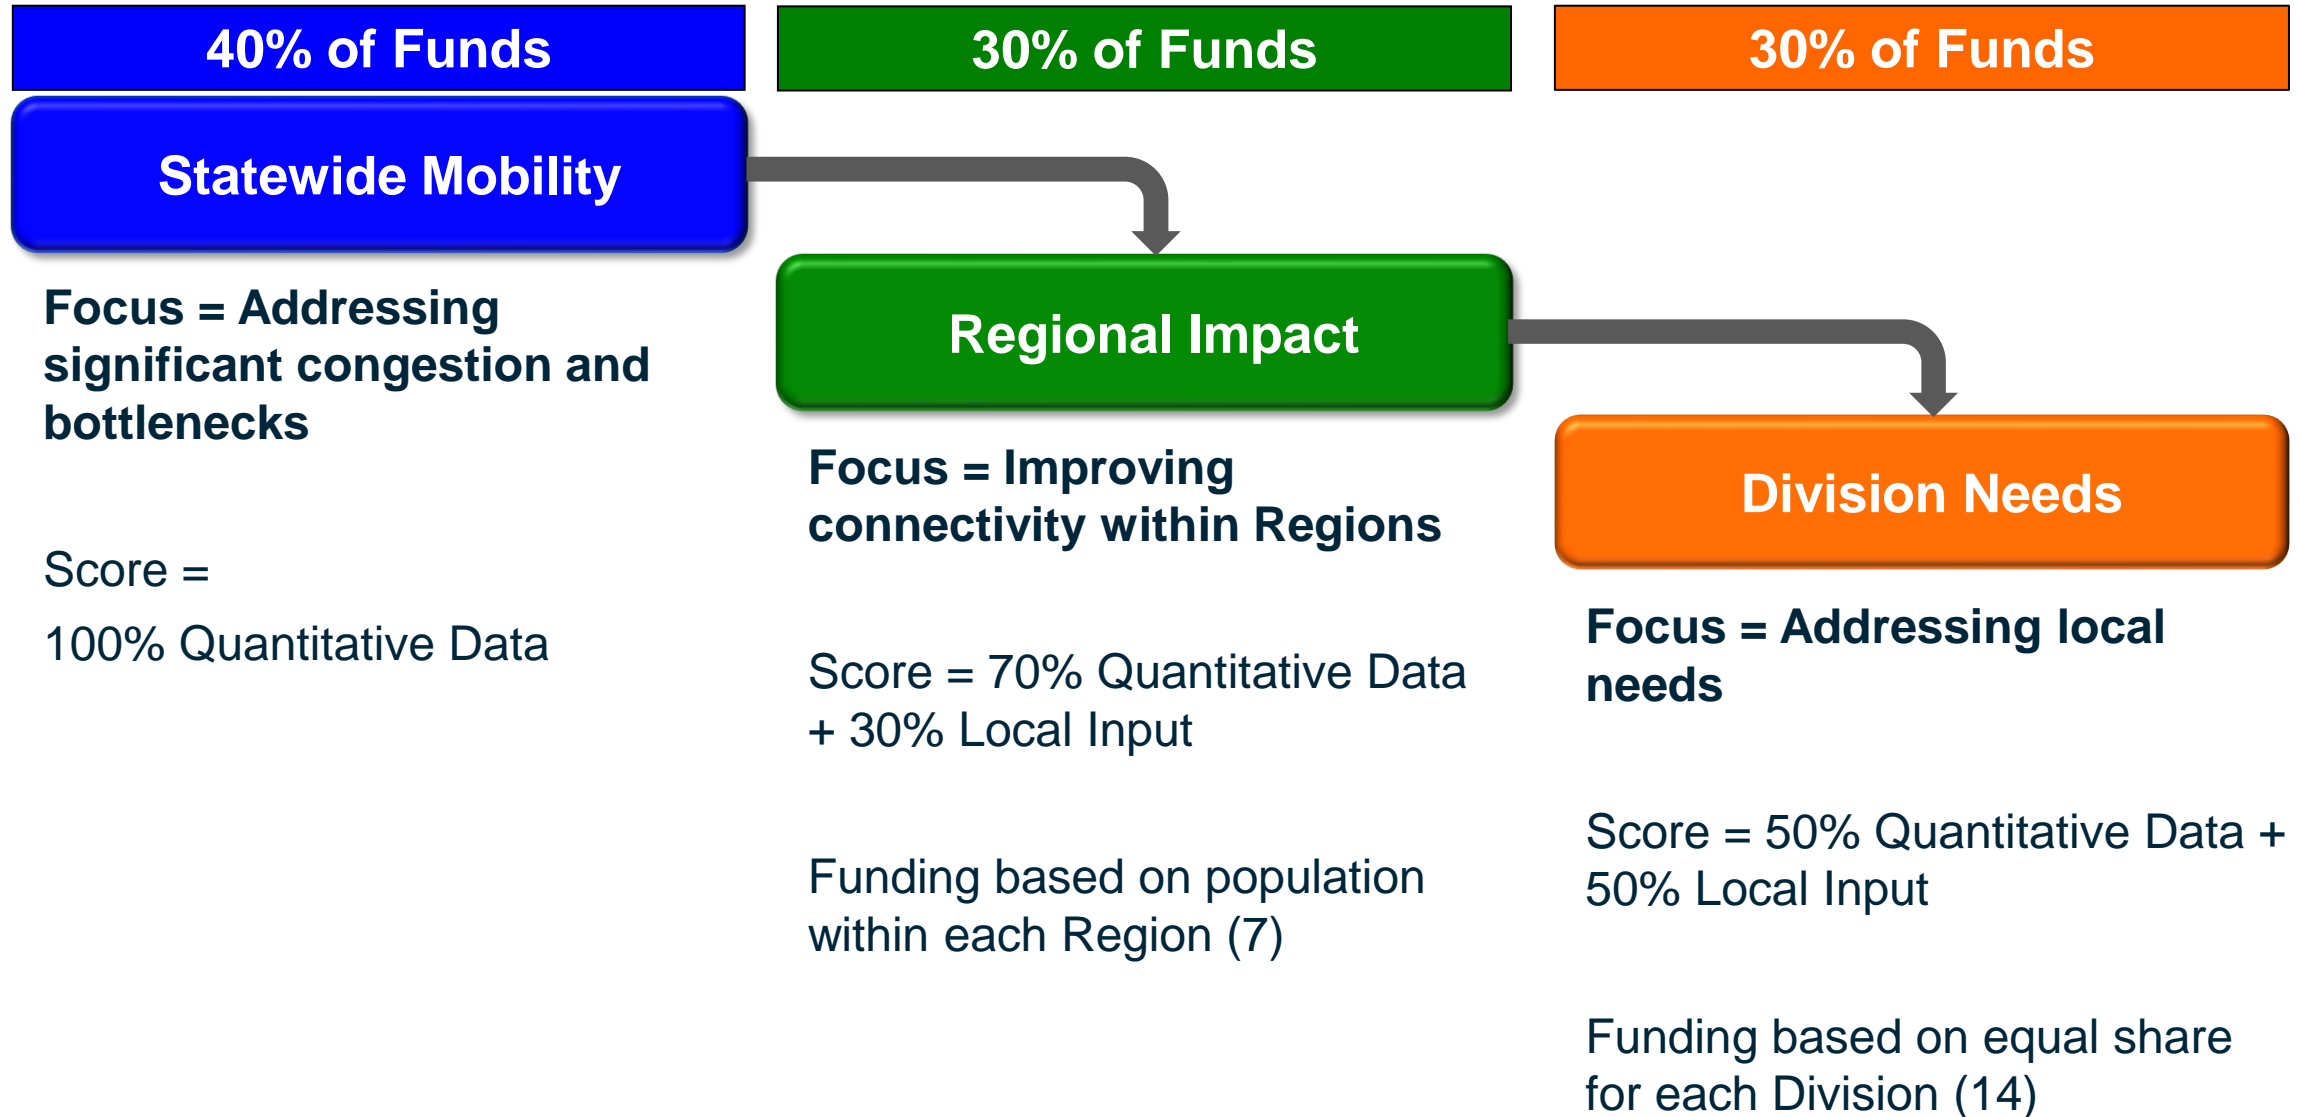 40% of Funds
Statewide Mobility
Focus = Addressing
significant congestion and
bottlenecks
Score =
100% Quantitative Data
30% of Funds
Regional Impact
Focus = Improving
connectivity within Regions
Score = 70% Quantitative Data
+ 30% Local Input
Funding based on population
within each Region (7)
30% of Funds
Division Needs
Focus = Addressing local
needs
Score = 50% Quantitative Data +
50% Local Input
Funding based on equal share
for each Division (14)